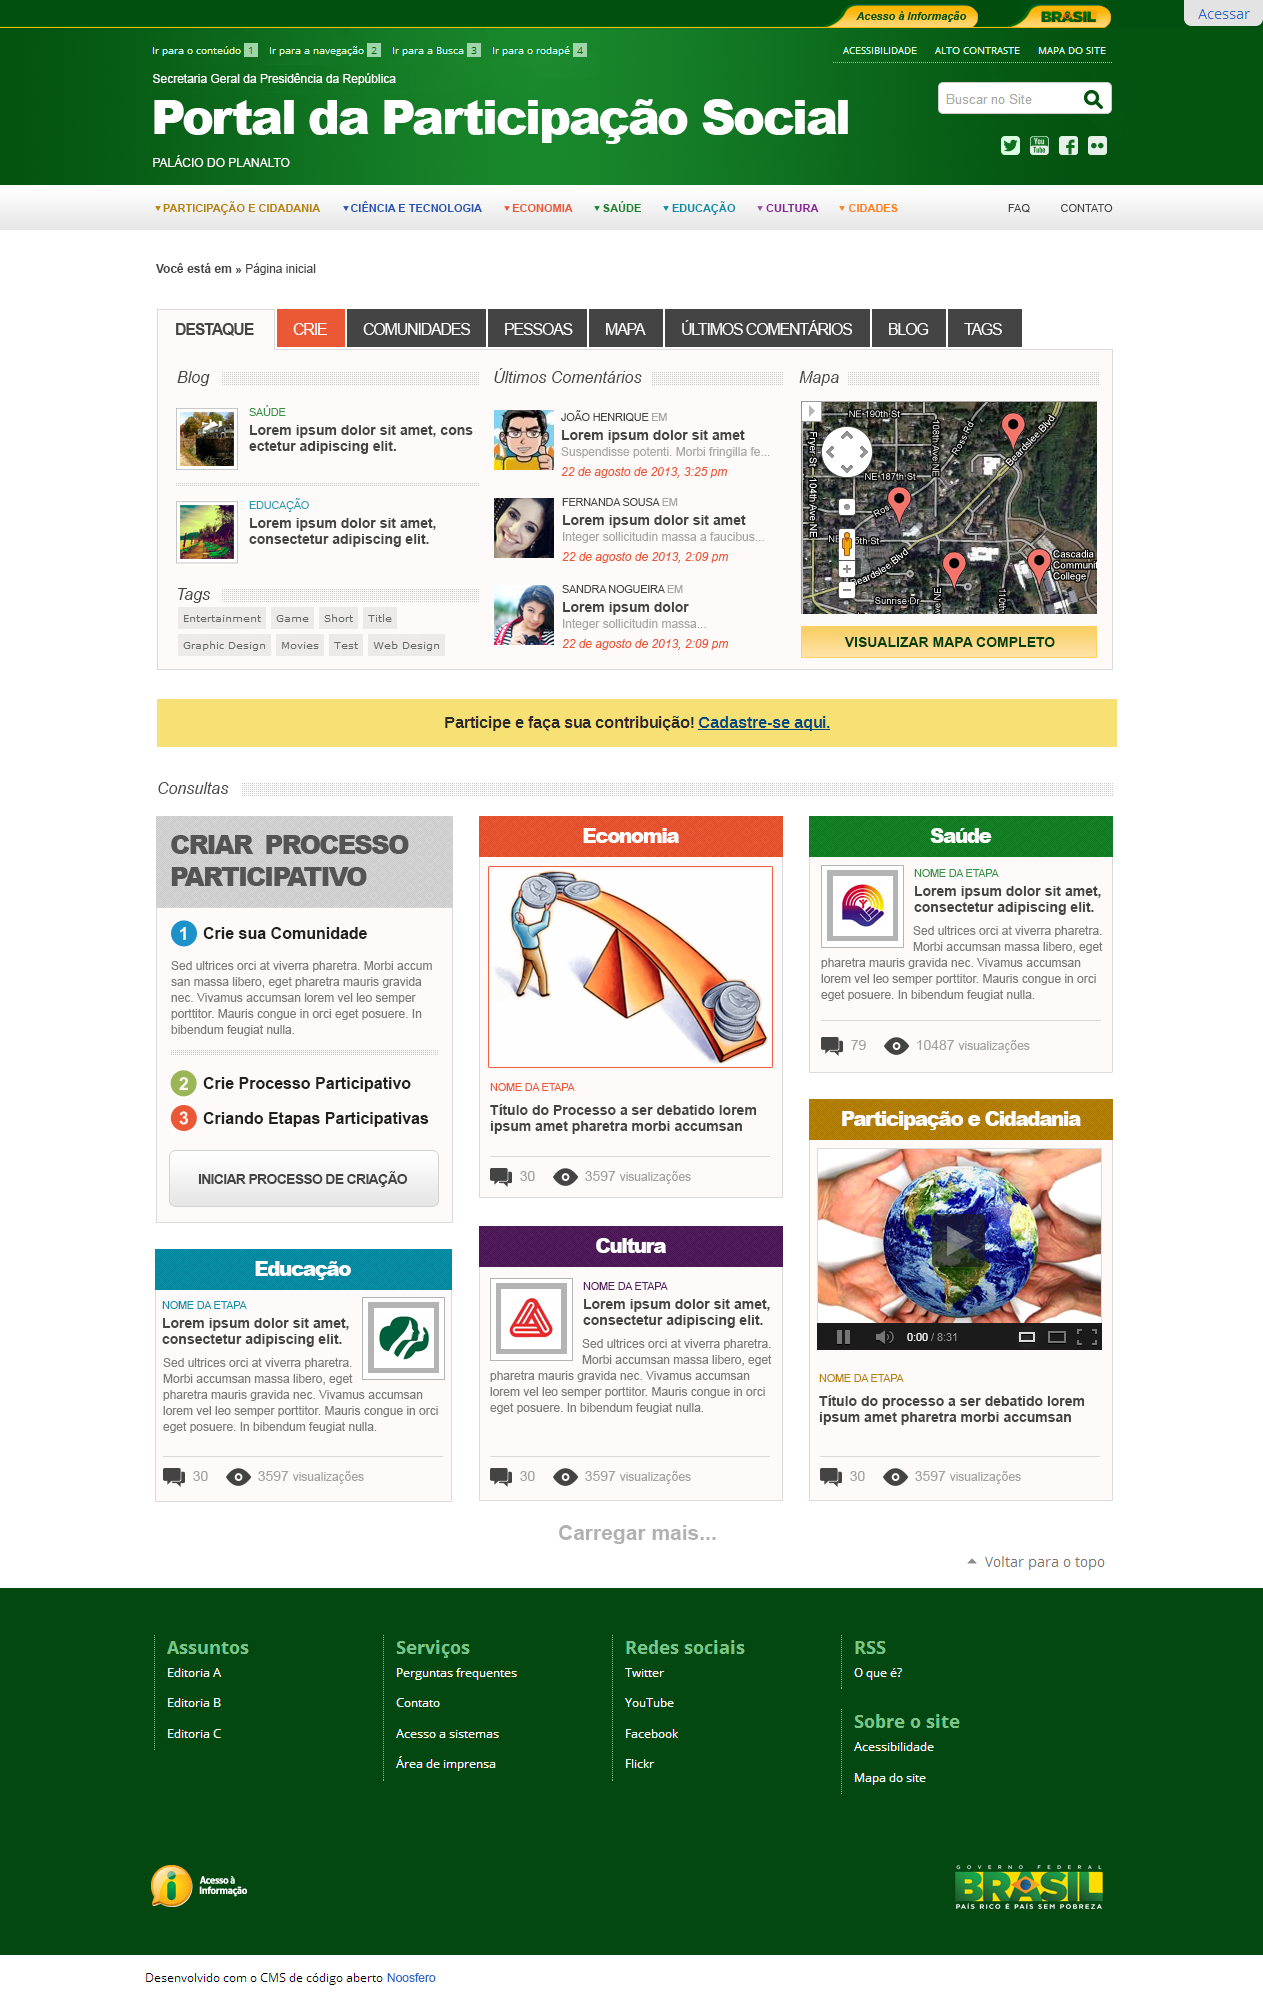 Acesso à Informação
BRASIL
Acessar
Ir para o conteúdo 1 Ir para a navegação 2 Ir para a Busca 3 Ir para o rodapé 4
ACESSIBILIDADE ALTO CONTRASTE MAPA DO SITE
Secretaria Geral da Presidência da República
Portal da Participação Social
PALÁCIO DO PLANALTO
Buscar no Site
You Tube
PARTICIPAÇÃO E CIDADANIA CIÊNCIA E TECNOLOGIA ECONOMIA SAÚDE EDUCAÇÃO CULTURA CIDADES FAQ CONTATO
Você está em » Página inicial
DESTAQUE CRIE COMUNIDADES PESSOAS MAPA ÚLTIMOS COMENTÁRIOS BLOG TAGS
Blog
SAÚDE
Lorem ipsum dolor sit amet, cons
ectetur adipiscing elit.
EDUCAÇÃO
Lorem ipsum dolor sit amet,
consectetur adipiscing elit.
Tags
Entertainment Game Short Title
Graphic Design Movies Test Web Design
Últimos Comentários
JOÃO HENRIQUE EM
Lorem ipsum dolor sit amet
Suspendisse potenti. Morbi fringilla fe...
22 de agosto de 2013, 3:25 pm
FERNANDA SOUSA EM
Lorem ipsum dolor sit amet
Integer sollicitudin massa a faucibus...
22 de agosto de 2013, 2:09 pm
SANDRA NOGUEIRA EM
Lorem ipsum dolor
Integer sollicitudin massa...
22 de agosto de 2013, 2:09 pm
Mapa
NE 190th St
Fryer St
104th Ave NE
108th Ave NE
Ross Rd
Beardslee Blvd
NE 187th St
Beardslee Blvd
Sunrise Dr
Cascadia
Communi
College
VISUALIZAR MAPA COMPLETO
Participe e faça sua contribuição! Cadastre-se aqui.
Consultas
CRIAR PROCESSO
PARTICIPATIVO
1 Crie sua Comunidade
Sed ultrices orci at viverra pharetra. Morbi accum
san massa libero, eget pharetra mauris gravida
nec. Vivamus accumsan lorem vel leo semper
porttitor. Mauris congue in orci eget posuere. In
bibendum feugiat nulla.
2 Crie Processo Participativo
3 Criando Etapas Participativas
INICIAR PROCESSO DE CRIAÇÃO
Economia
NOME DA ETAPA
Título do Processo a ser debatido lorem
ipsum amet pharetra morbi accumsan
30 3597 visualizações
Saúde
NOME DA ETAPA
Lorem ipsum dolor sit amet,
consectetur adipiscing elit.
Sed ultrices orci at viverra pharetra.
Morbi accumsan massa libero, eget
pharetra mauris gravida nec. Vivamus accumsan
lorem vel leo semper porttitor. Mauris congue in orci
eget posuere. In bibendum feugiat nulla.
79 10487 visualizações
Participação e Cidadania
0:00 / 8:31
NOME DA ETAPA
Título do processo a ser debatido lorem
ipsum amet pharetra morbi accumsan
30 3597 visualizações
Educação
NOME DA ETAPA
Lorem ipsum dolor sit amet,
consectetur adipiscing elit.
Sed ultrices orci at viverra pharetra.
Morbi accumsan massa libero, eget
pharetra mauris gravida nec. Vivamus accumsan
lorem vel leo semper porttitor. Mauris congue in orci
eget posuere. In bibendum feugiat nulla.
30 3597 visualizações
Cultura
NOME DA ETAPA
Lorem ipsum dolor sit amet,
consectetur adipiscing elit.
Sed ultrices orci at viverra pharetra.
Morbi accumsan massa libero, eget
pharetra mauris gravida nec. Vivamus accumsan
lorem vel leo semper porttitor. Mauris congue in orci
eget posuere. In bibendum feugiat nulla.
30 3597 visualizações
Carregar mais...
Voltar para o topo
Assuntos
Editoria A
Editoria B
Editoria C
Serviços
Perguntas frequentes
Contato
Acesso a sistemas
Área de imprensa
Redes sociais
Twitter
YouTube
Facebook
Flickr
RSS
O que é?
Sobre o site
Acessibilidade
Mapa do site
Acesso à
Informação
GOVERNO FEDERAL
BRASIL
PAÍS RICO É PAÍS SEM POBREZA
Desenvolvido com o CMS de código aberto Noosfero